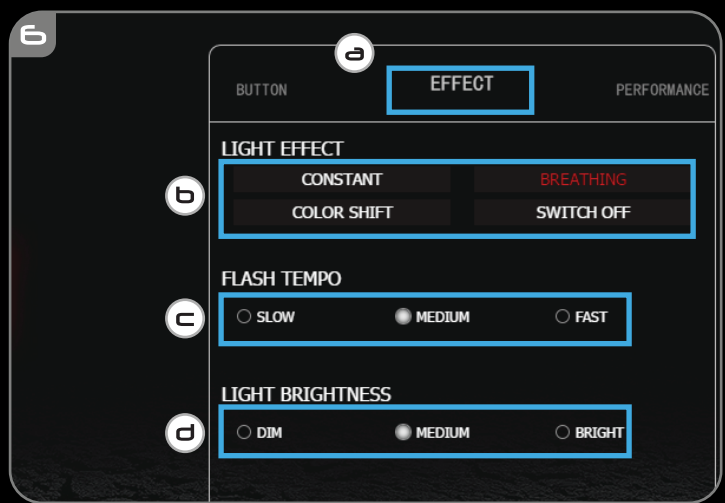 6
a
BUTTON EFFECT PERFORMANCE
LIGHT EFFECT
b
CONSTANT BREATHING
COLOR SHIFT SWITCH OFF
FLASH TEMPO
c
SLOW MEDIUM FAST
LIGHT BRIGHTNESS
d
DIM MEDIUM BRIGHT